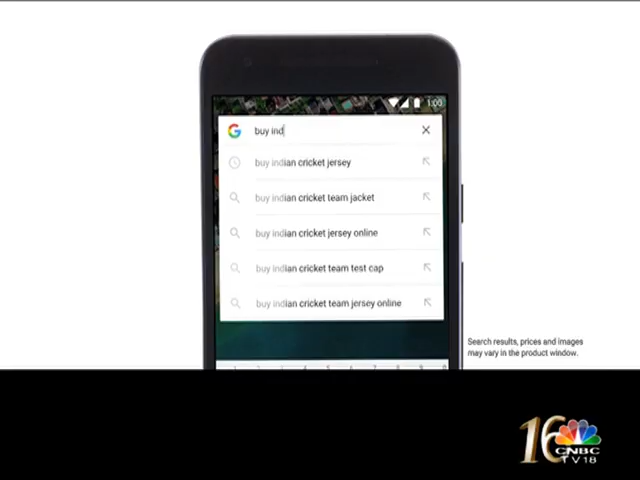 1:00
buy ind
buy indian cricket jersey
buy indian cricket team jacket
buy indian cricket jersey online
buy indian cricket team test cap
buy indian cricket team jersey online
Search results, prices and images
may vary in the product window.
16
CNBC
TV18